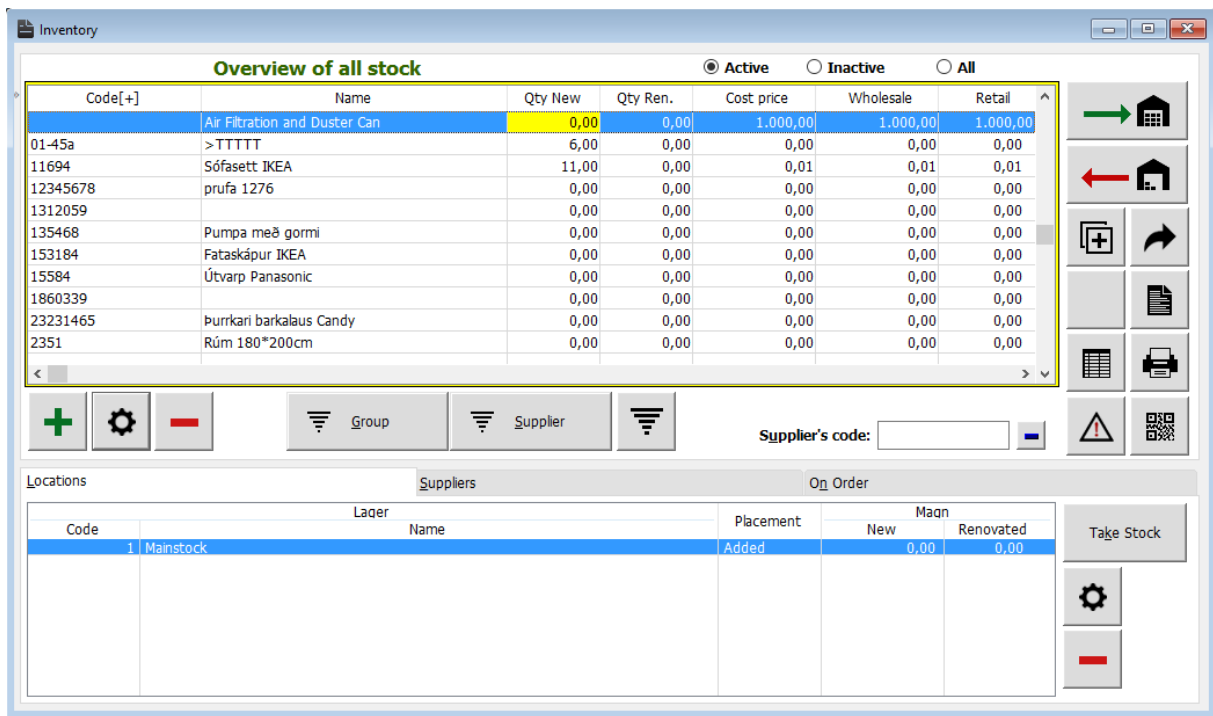 Inventory
Overview of all stock Active Inactive All
Code[+] Name Qty New Qty Ren. Cost price Wholesale Retail
Air Filtration and Duster Can 0,00 0,00 1.000,00 1.000,00 1.000,00
01-45a >TTTTT 6,00 0,00 0,00 0,00 0,00
11694 Sófasett IKEA 11,00 0,00 0,01 0,01 0,01
12345678 prufa 1276 0,00 0,00 0,00 0,00 0,00
1312059 0,00 0,00 0,00 0,00 0,00
135468 Pumpa með gormi 0,00 0,00 0,00 0,00 0,00
153184 Fataskápur IKEA 0,00 0,00 0,00 0,00 0,00
15584 Útvarp Panasonic 0,00 0,00 0,00 0,00 0,00
1860339 0,00 0,00 0,00 0,00 0,00
23231465 Þurrkari barkalaus Candy 0,00 0,00 0,00 0,00 0,00
2351 Rúm 180*200cm 0,00 0,00 0,00 0,00 0,00
Group Supplier Supplier's code:
Locations Suppliers On Order
Lager Placement Magn
Code Name New Renovated
1 Mainstock Added 0,00 0,00
Take Stock